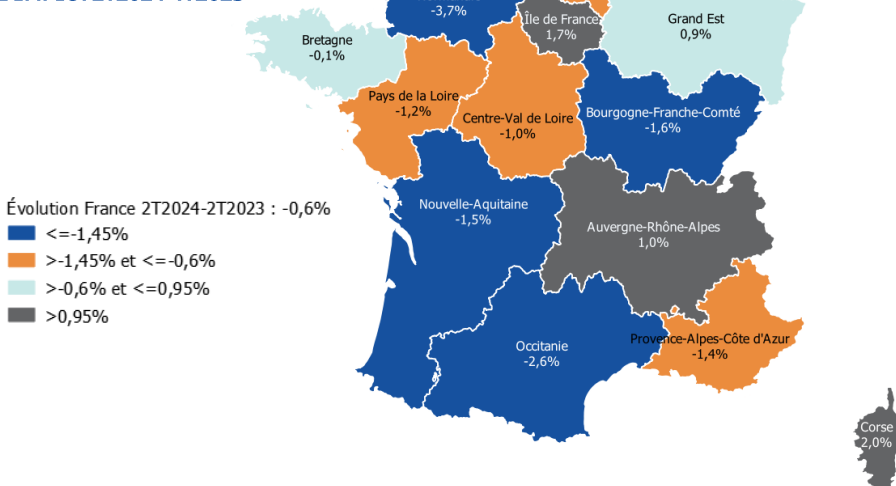 -3,7%
Île de France
1,7%
Grand Est
0,9%
Bretagne
-0,1%
Pays de la Loire
-1,2%
Centre-Val de Loire
-1,0%
Bourgogne-Franche-Comté
-1,6%
Évolution France 2T2024-2T2023 : -0,6%
<=-1,45%
>-1,45% et <=-0,6%
>-0,6% et <=0,95%
>0,95%
Nouvelle-Aquitaine
-1,5%
Auvergne-Rhône-Alpes
1,0%
Occitanie
-2,6%
Provence-Alpes-Côte d'Azur
-1,4%
Corse
2,0%